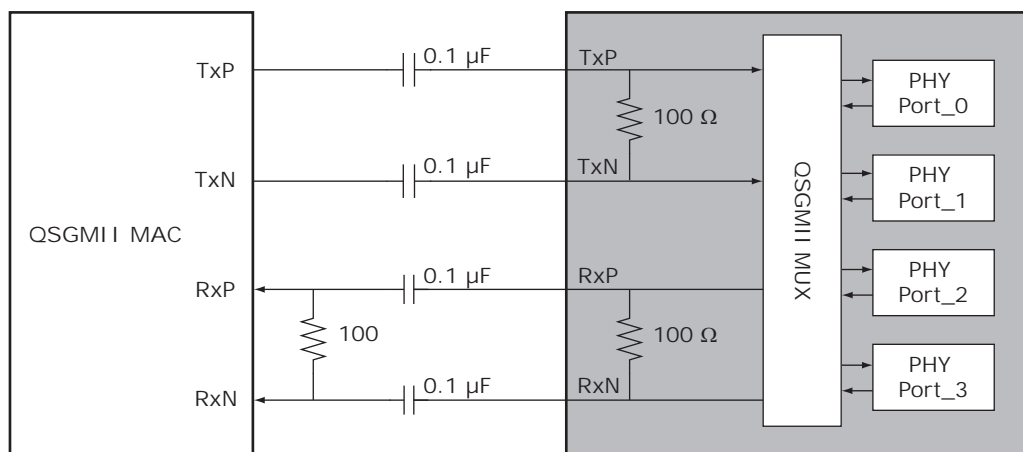 TxP
0.1 µF
TxP
100 Ω
TxN
0.1 µF
TxN
QSGMII MAC
RxP
0.1 µF
RxP
100
100 Ω
RxN
0.1 µF
RxN
QSGMII MUX
PHY
Port_0
PHY
Port_1
PHY
Port_2
PHY
Port_3